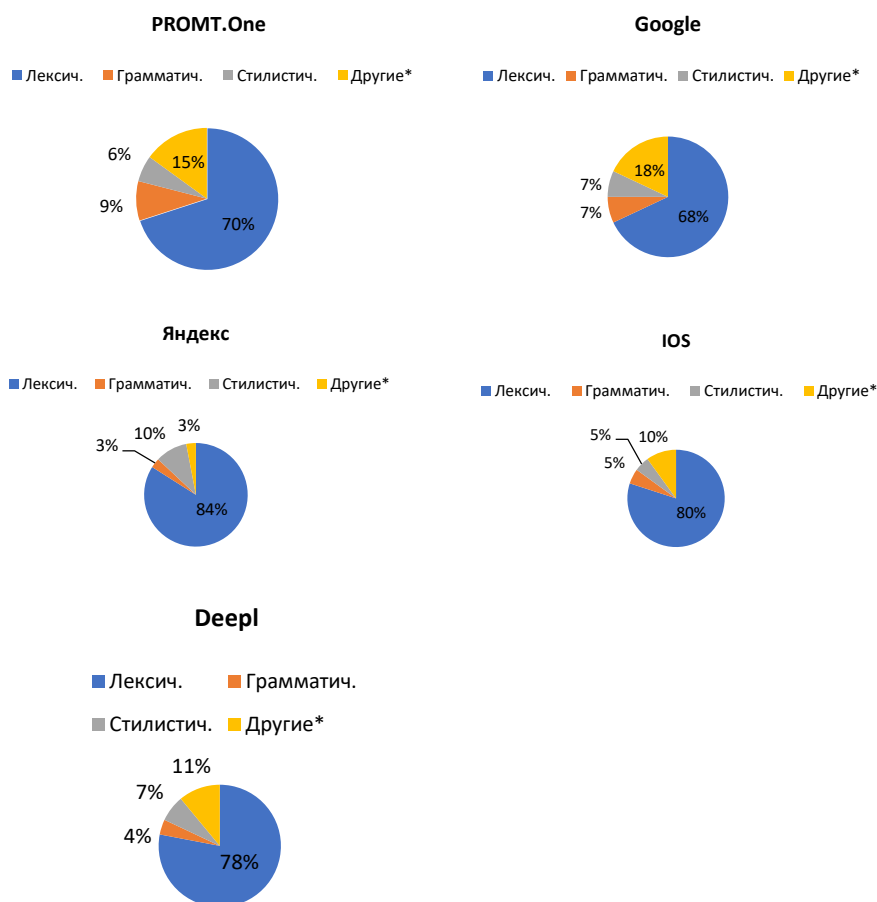 PROMT.One
Лексич. Грамматич. Стилистич. Другие*
6%
15%
9%
70%
Google
Лексич. Грамматич. Стилистич. Другие*
18%
7%
7%
68%
Яндекс
Лексич. Грамматич. Стилистич. Другие*
3%
10%
3%
84%
IOS
Лексич. Грамматич. Стилистич. Другие*
5%
10%
5%
80%
Deepl
Лексич. Грамматич.
Стилистич. Другие*
11%
7%
4%
78%